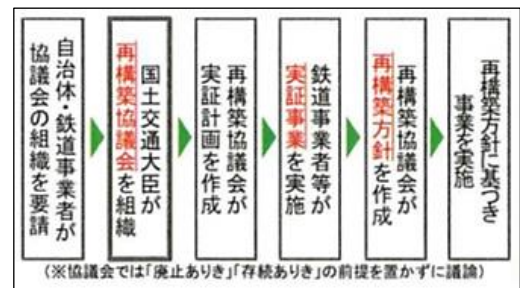 自治体・鉄道事業者が
協議会の組織を要請
国土交通大臣が
再構築協議会を組織
再構築協議会が
実証計画を作成
鉄道事業者等が
実証事業を実施
再構築協議会が
再構築方針を作成
再構築方針に基づき
事業を実施
(※協議会では「廃止ありき」「存続ありき」の前提を置かずに議論)